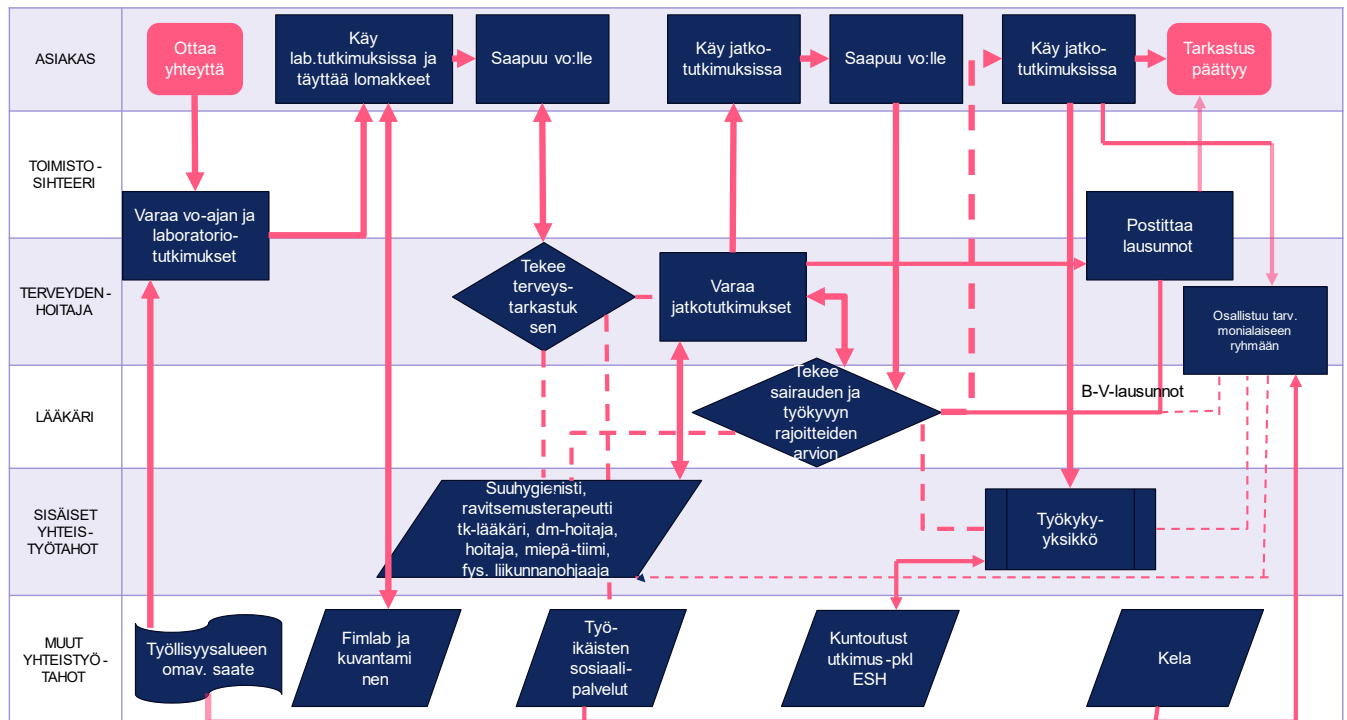 ASIAKAS
Ottaa
yhteyttä
Käy
lab.tutkimuksissa ja
täyttää lomakkeet
Saapuu vo:lle
Käy jatko-
tutkimuksissa
Saapuu vo:lle
Käy jatko-
tutkimuksissa
Tarkastus
päättyy
TOIMISTO-
SIHTEERI
Varaa vo-ajan ja
laboratorio-
tutkimukset
Postittaa
lausunnot
TERVEYDEN-
HOITAJA
Tekee
terveys-
tarkastuk
sen
Varaa
jatkotutkimukset
Osallistuu tarv.
monialaiseen
ryhmään
LÄÄKÄRI
Tekee
sairauden ja
työkyvyn
rajoitteiden
arvion
B-V-lausunnot
SISÄISET
YHTEIS-
TYÖTAHOT
Suuhygienisti,
ravitsemusterapeutti
tk-lääkäri, dm-hoitaja,
hoitaja, miepä-tiimi,
fys. liikunnanohjaaja
Työkyky-
yksikkö
MUUT
YHTEISTYÖ-
TAHOT
Työllisyysalueen
omav. saate
Fimlab ja
kuvantami
nen
Työ-
ikäisten
sosiaali-
palvelut
Kuntoutust
utkimus-pkl
ESH
Kela